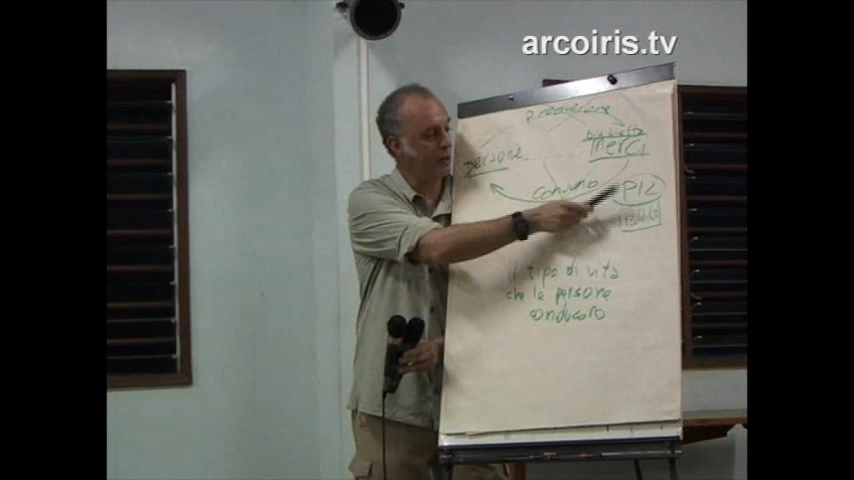 arcoiris.tv
produzione
merci
persone
consumo
PIL
il tipo di vita
che le persone
conducono